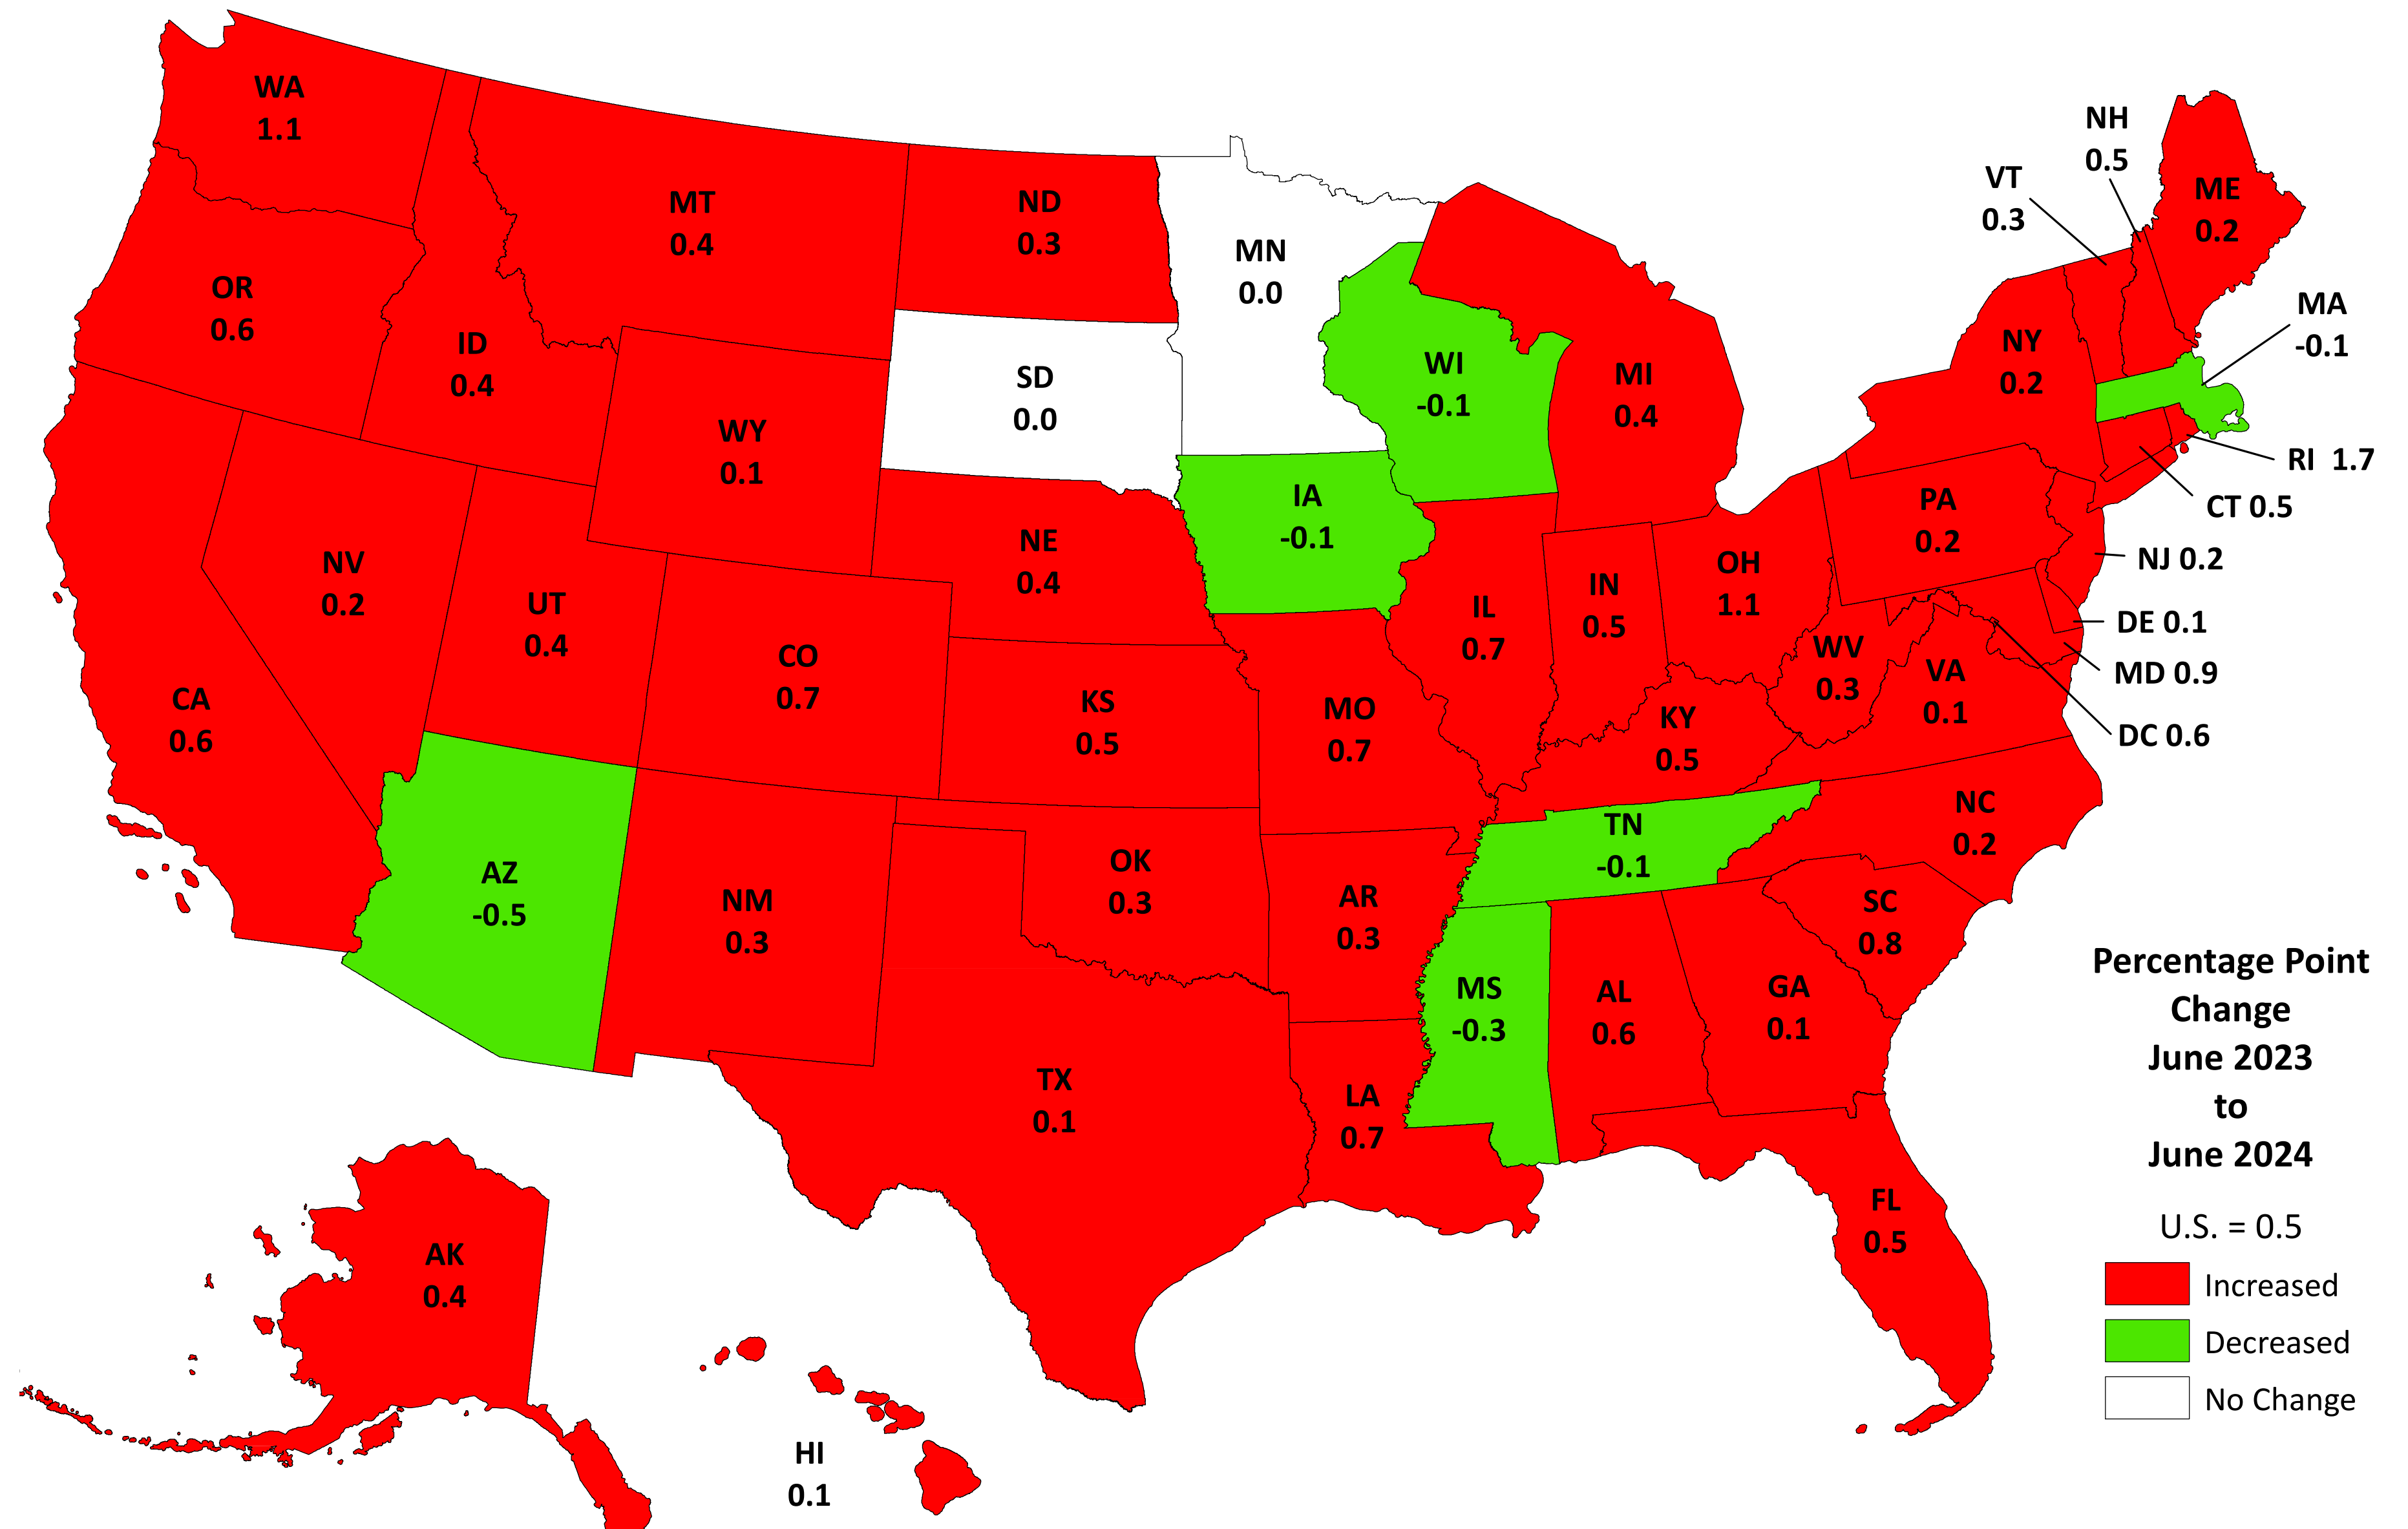 WA
1.1
OR
0.6
CA
0.6
NV
0.2
ID
0.4
MT
0.4
WY
0.1
UT
0.4
CO
0.7
AZ
-0.5
NM
0.3
ND
0.3
SD
0.0
NE
0.4
KS
0.5
OK
0.3
TX
0.1
MN
0.0
IA
-0.1
MO
0.7
AR
0.3
LA
0.7
WI
-0.1
IL
0.7
MI
0.4
IN
0.5
OH
1.1
KY
0.5
TN
-0.1
MS
-0.3
AL
0.6
GA
0.1
FL
0.5
SC
0.8
NC
0.2
VA
0.1
WV
0.3
PA
0.2
NY
0.2
VT
0.3
NH
0.5
ME
0.2
MA
-0.1
RI 1.7
CT 0.5
NJ 0.2
DE 0.1
MD 0.9
DC 0.6
AK
0.4
HI
0.1
Percentage Point
Change
June 2023
to
June 2024
U.S. = 0.5
Increased
Decreased
No Change